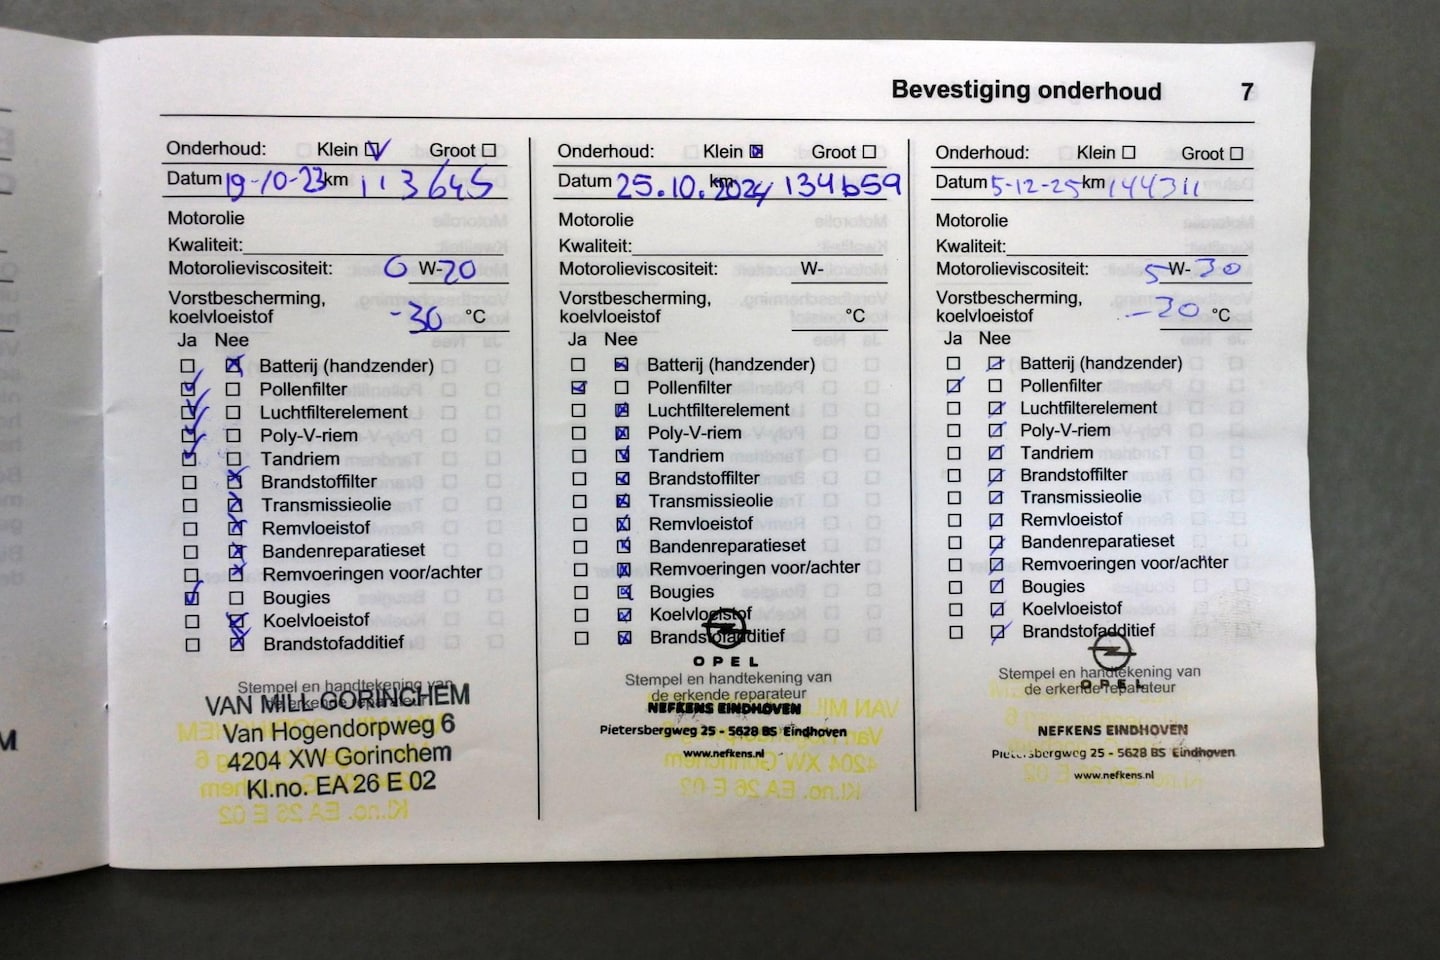 Bevestiging onderhoud 7
Onderhoud: Klein Groot
Datum 19-10-23 km 113645
Motorolie
Kwaliteit:
Motorolieviscositeit: 0 W-20
Vorstbescherming,
koelvloeistof -30 °C
Ja Nee
Batterij (handzender)
Pollenfilter
Luchtfilterelement
Poly-V-riem
Tandriem
Brandstoffilter
Transmissieolie
Remvloeistof
Bandenreparatieset
Remvoeringen voor/achter
Bougies
Koelvloeistof
Brandstofadditief
Stempel en handtekening van
de erkende reparateur
VAN MILL GORINCHEM
Van Hogendorpweg 6
4204 XW Gorinchem
Kl.no. EA 26 E 02
Onderhoud: Klein Groot
Datum 25.10.2024 km 134659
Motorolie
Kwaliteit:
Motorolieviscositeit: W-
Vorstbescherming,
koelvloeistof °C
Ja Nee
Batterij (handzender)
Pollenfilter
Luchtfilterelement
Poly-V-riem
Tandriem
Brandstoffilter
Transmissieolie
Remvloeistof
Bandenreparatieset
Remvoeringen voor/achter
Bougies
Koelvloeistof
Brandstofadditief
OPEL
Stempel en handtekening van
de erkende reparateur
NEFKENS EINDHOVEN
Pietersbergweg 25 - 5628 BS Eindhoven
www.nefkens.nl
Onderhoud: Klein Groot
Datum 5-12-25 km 144311
Motorolie
Kwaliteit:
Motorolieviscositeit: 5 W-30
Vorstbescherming,
koelvloeistof -20 °C
Ja Nee
Batterij (handzender)
Pollenfilter
Luchtfilterelement
Poly-V-riem
Tandriem
Brandstoffilter
Transmissieolie
Remvloeistof
Bandenreparatieset
Remvoeringen voor/achter
Bougies
Koelvloeistof
Brandstofadditief
Stempel en handtekening van
de erkende reparateur
OPEL
NEFKENS EINDHOVEN
Pietersbergweg 25 - 5628 BS Eindhoven
www.nefkens.nl